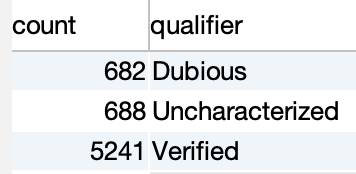 count qualifier
682 Dubious
688 Uncharacterized
5241 Verified